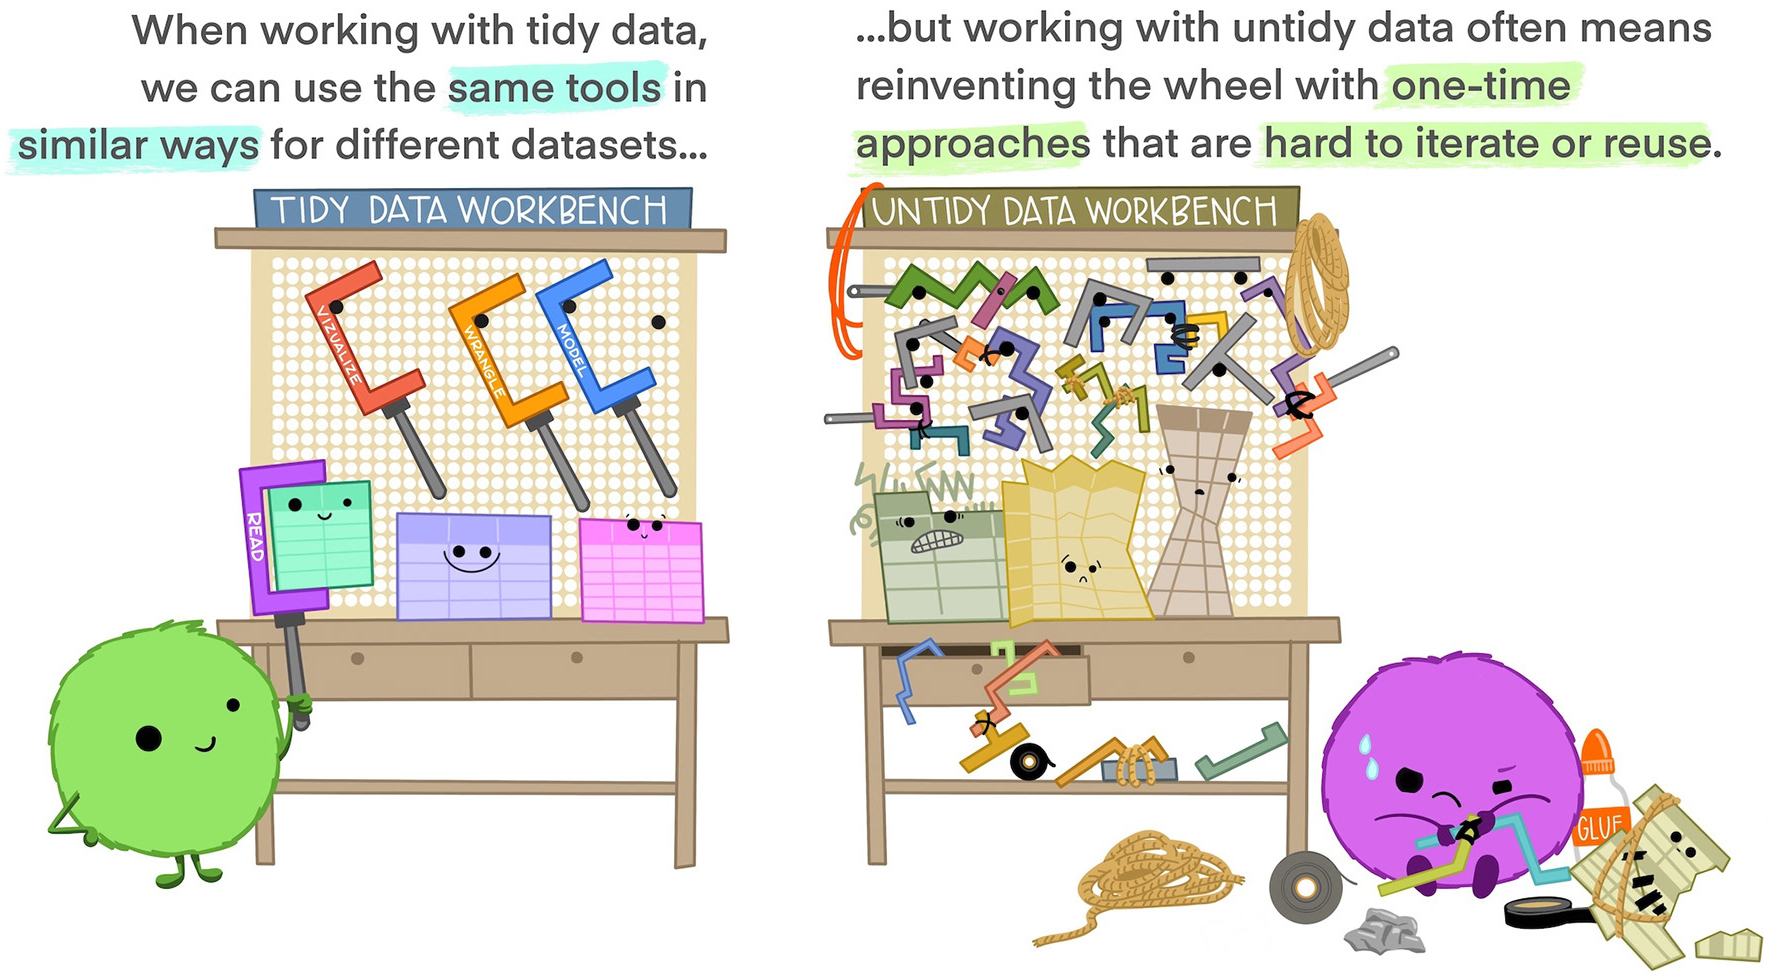 When working with tidy data,
we can use the same tools in
similar ways for different datasets...
...but working with untidy data often means
reinventing the wheel with one-time
approaches that are hard to iterate or reuse.
TIDY DATA WORKBENCH
VIZUALIZE
WRANGLE
MODEL
READ
UNTIDY DATA WORKBENCH
GLUE